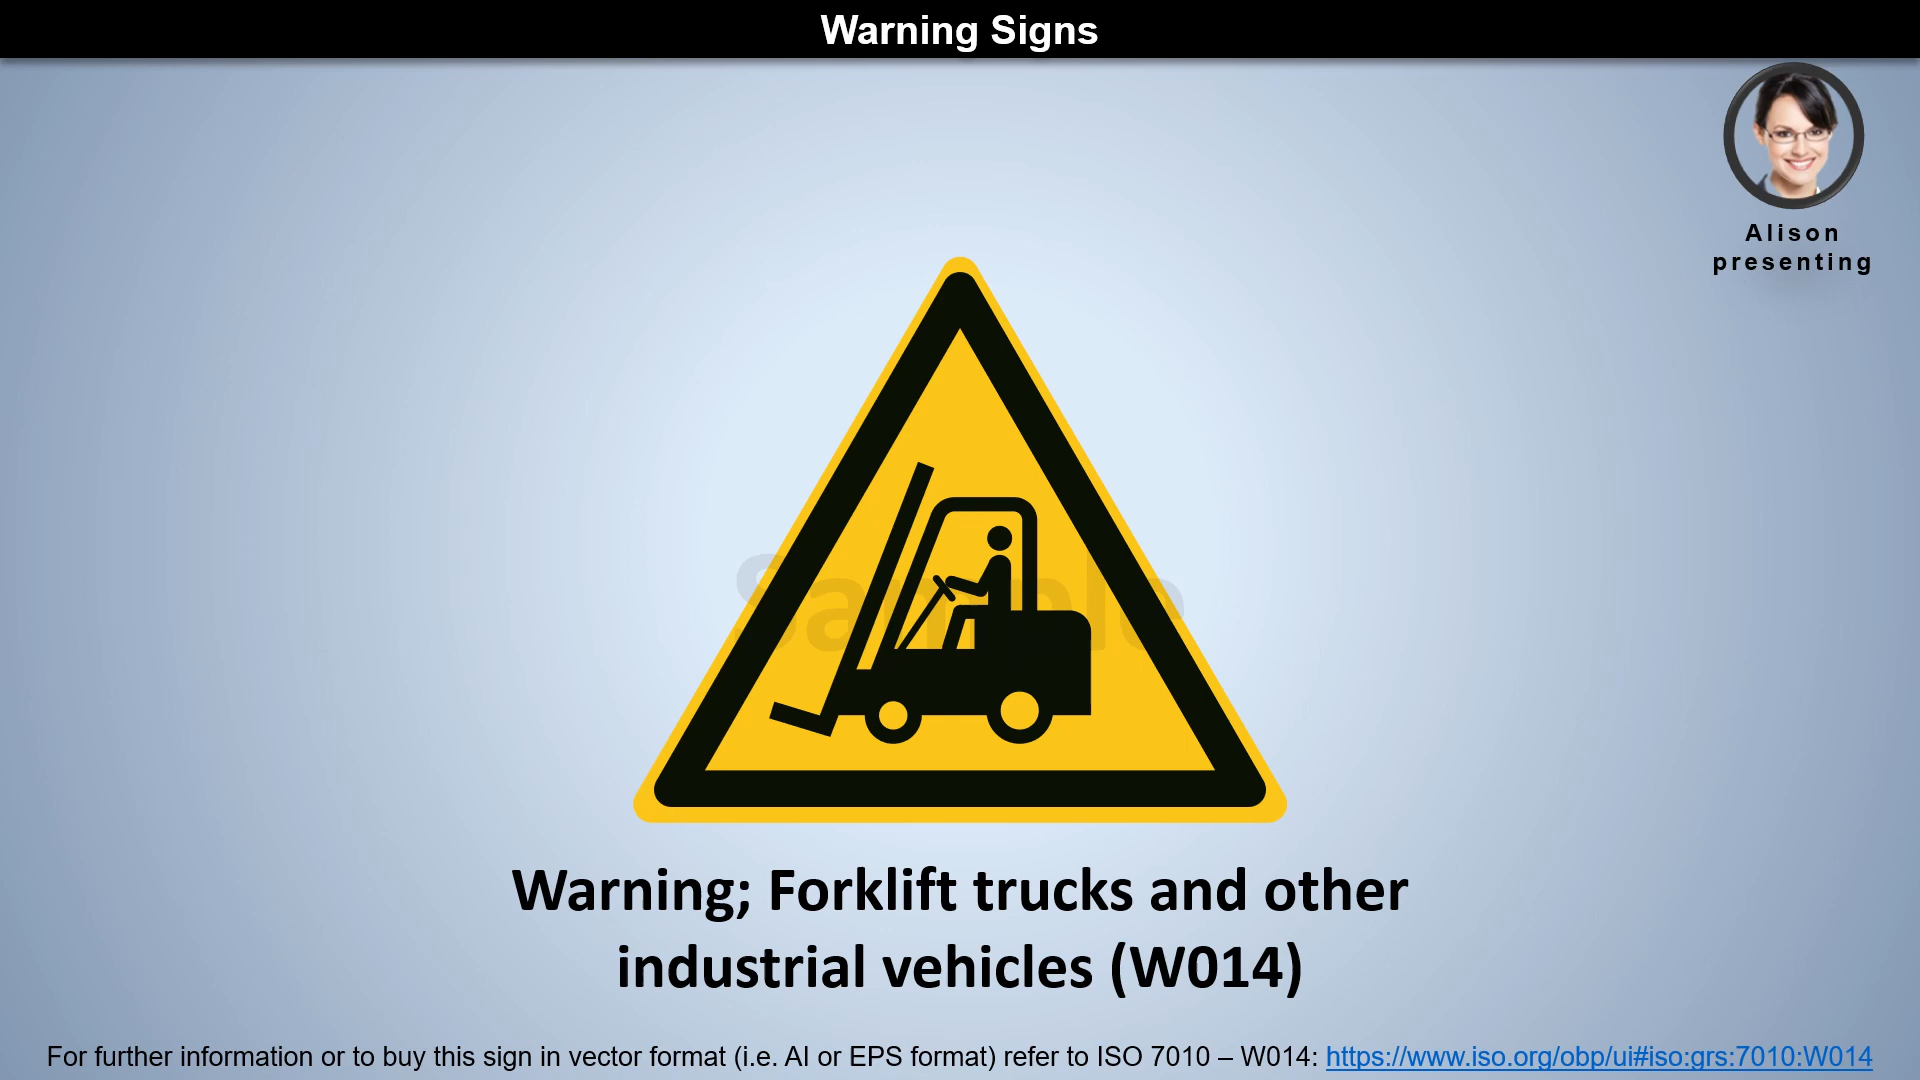 Warning Signs
Alison
presenting
Sample
Warning; Forklift trucks and other
industrial vehicles (W014)
For further information or to buy this sign in vector format (i.e. AI or EPS format) refer to ISO 7010 – W014: https://www.iso.org/obp/ui#iso:grs:7010:W014